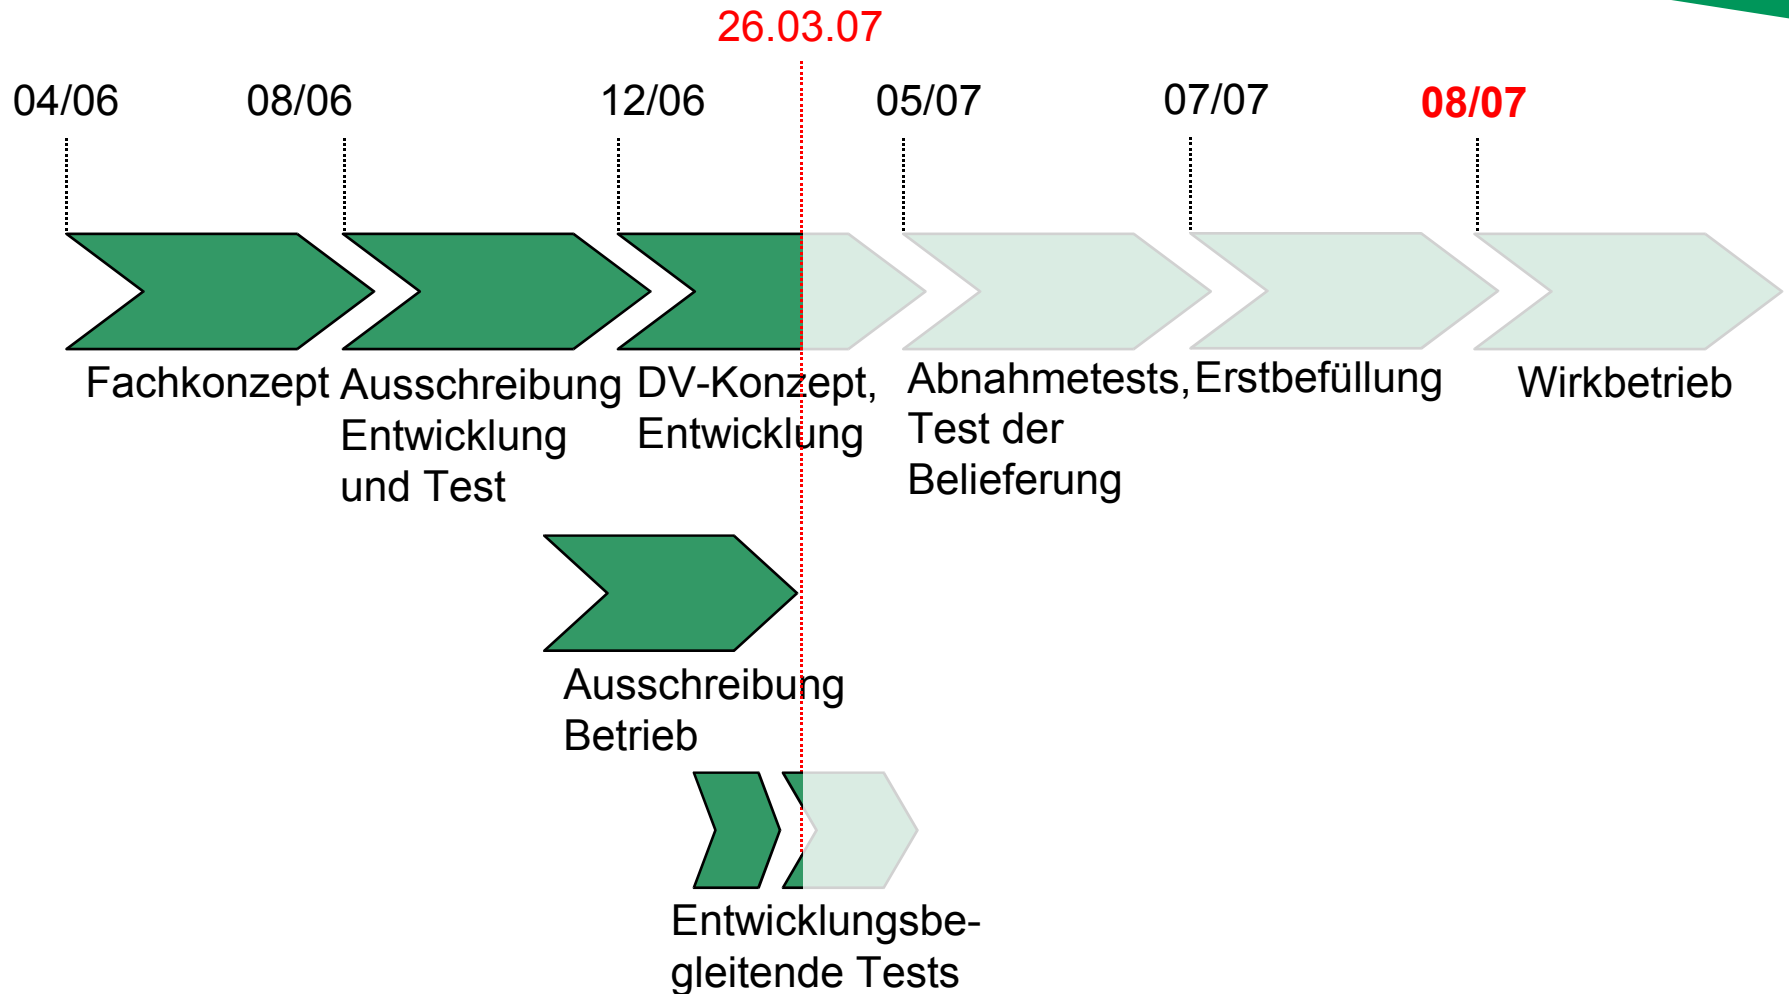 26.03.07
04/06
08/06
12/06
05/07
07/07
08/07
Fachkonzept
Ausschreibung
Entwicklung
und Test
DV-Konzept,
Entwicklung
Abnahmetests,
Test der
Belieferung
Erstbefüllung
Wirkbetrieb
Ausschreibung
Betrieb
Entwicklungsbe-
gleitende Tests